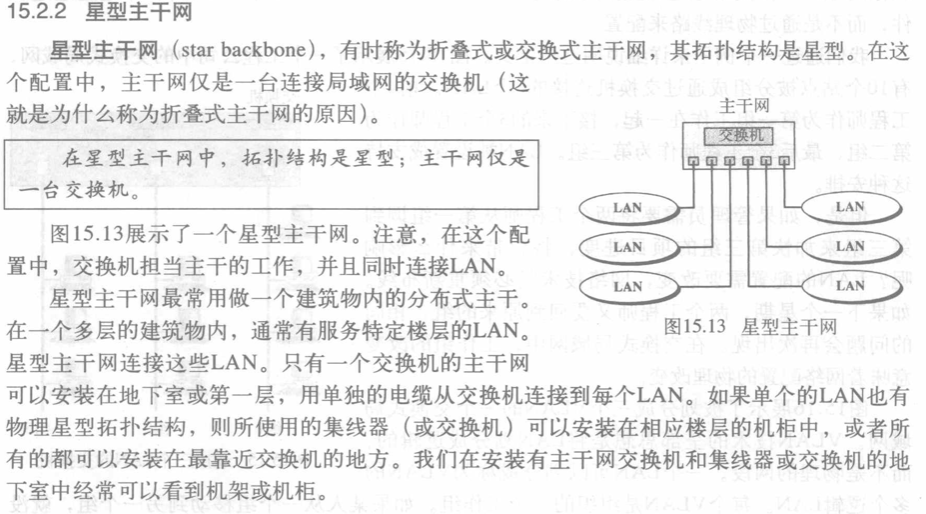 15.2.2 星型主干网
星型主干网（star backbone），有时称为折叠式或交换式主干网，其拓扑结构是星型。在这
个配置中，主干网仅是一台连接局域网的交换机（这
就是为什么称为折叠式主干网的原因）。
在星型主干网中，拓扑结构是星型；主干网仅是
一台交换机。
图15.13展示了一个星型主干网。注意，在这个配
置中，交换机担当主干的工作，并且同时连接LAN。
星型主干网最常用做一个建筑物内的分布式主干。
在一个多层的建筑物内，通常有服务特定楼层的LAN、
星型主干网连接这些LAN。只有一个交换机的主干网
主干网
交换机
LAN
LAN
LAN
LAN
LAN
LAN
图15.13 星型主干网
可以安装在地下室或第一层，用单独的电缆从交换机连接到每个LAN。如果单个的LAN也有
物理星型拓扑结构，则所使用的集线器（或交换机）可以安装在相应楼层的机柜中，或者所
有的都可以安装在最靠近交换机的地方。我们在安装有主干网交换机和集线器或交换机的地
下室中经常可以看到机架或机柜。